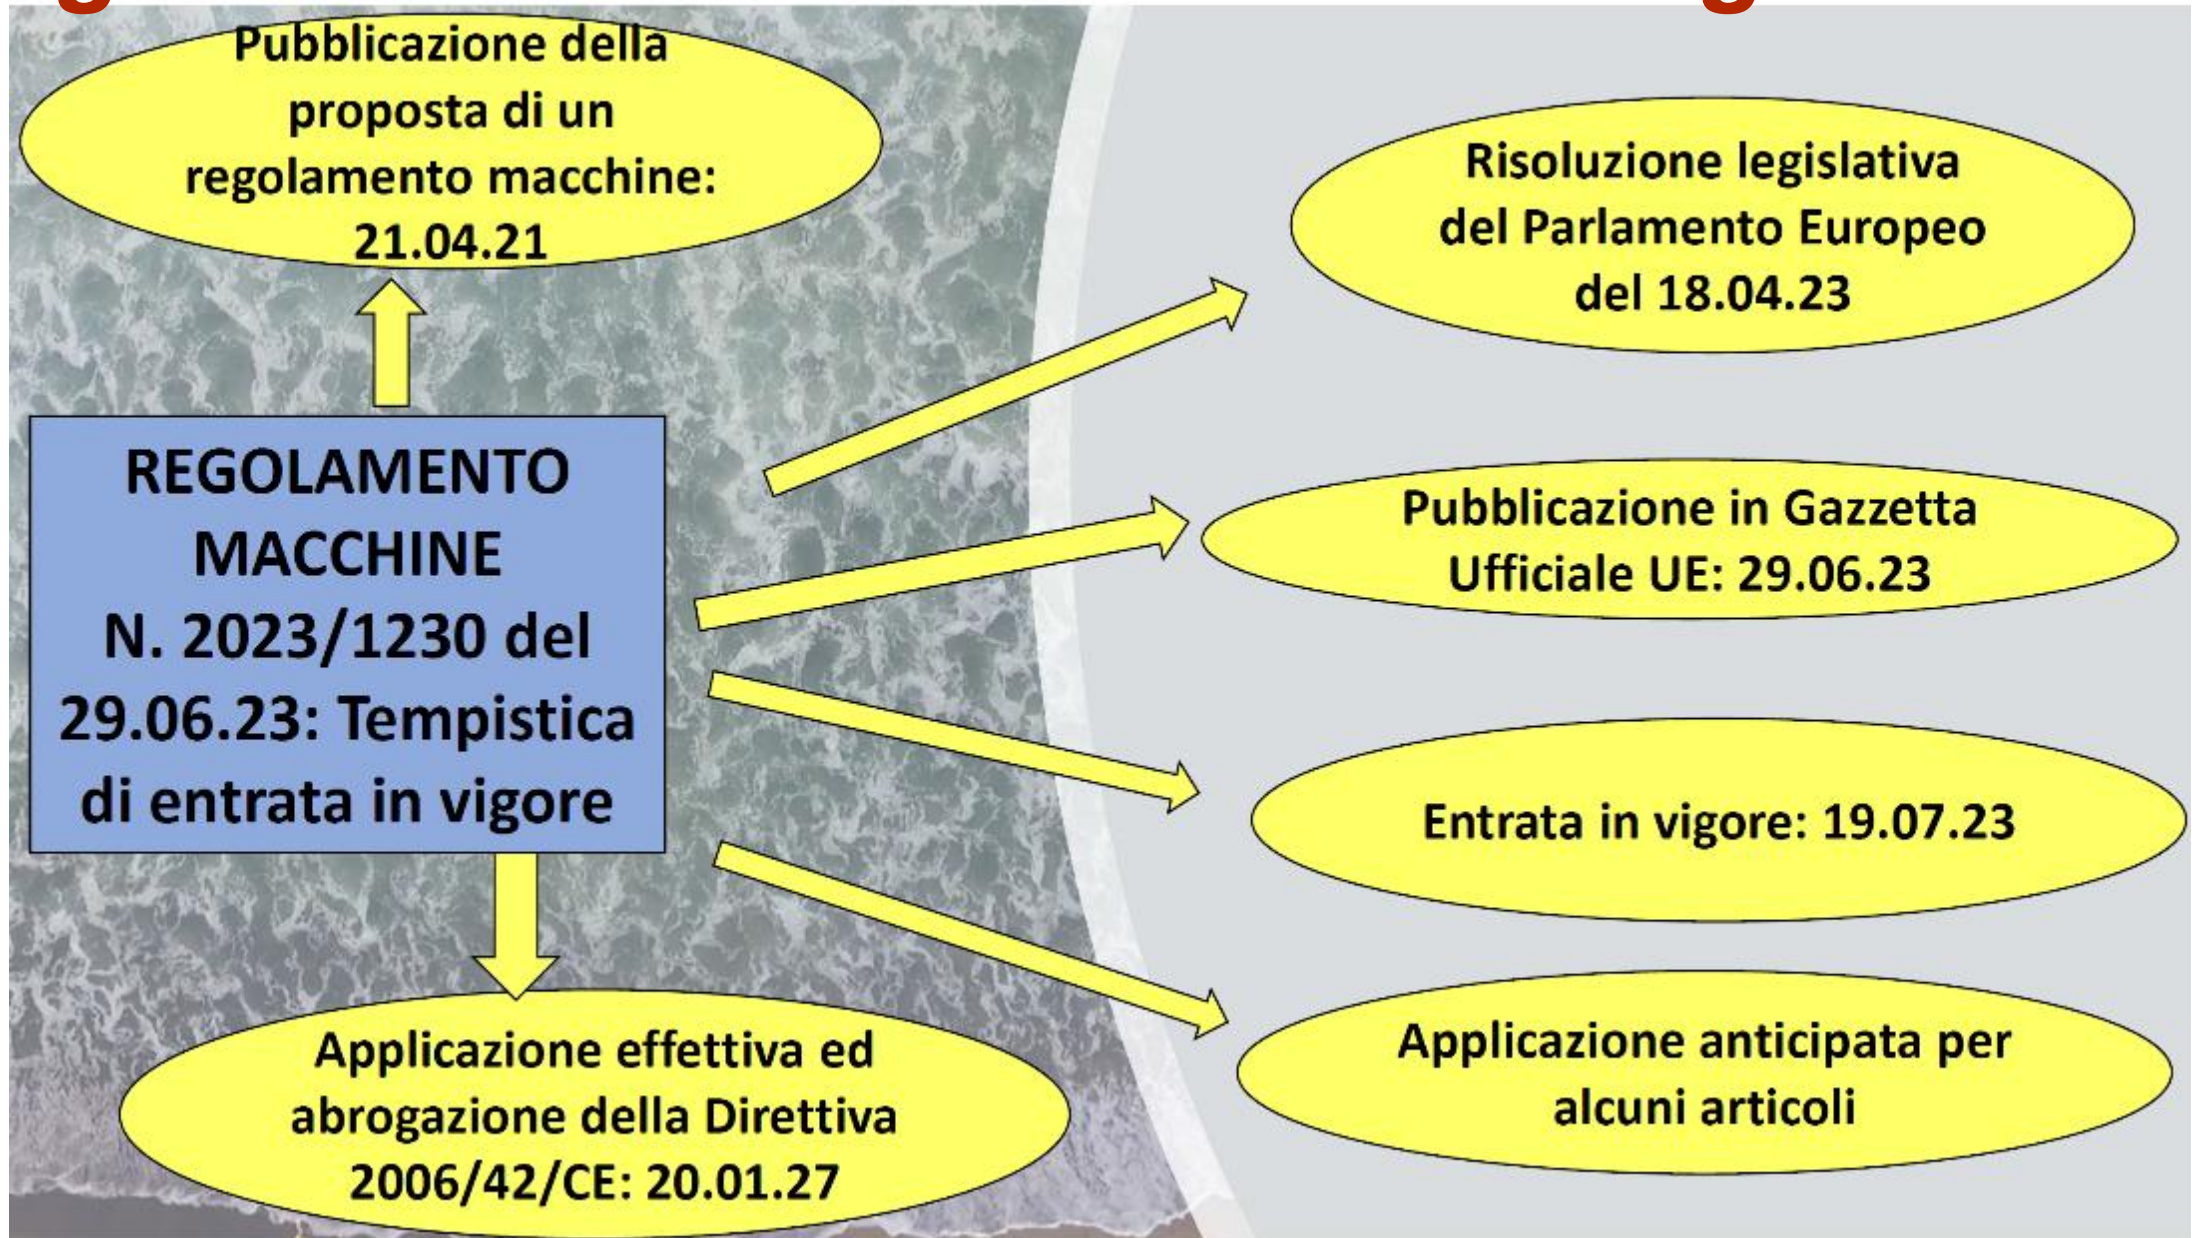 Pubblicazione della
proposta di un
regolamento macchine:
21.04.21
Risoluzione legislativa
del Parlamento Europeo
del 18.04.23
REGOLAMENTO
MACCHINE
N. 2023/1230 del
29.06.23: Tempistica
di entrata in vigore
Pubblicazione in Gazzetta
Ufficiale UE: 29.06.23
Entrata in vigore: 19.07.23
Applicazione anticipata per
alcuni articoli
Applicazione effettiva ed
abrogazione della Direttiva
2006/42/CE: 20.01.27